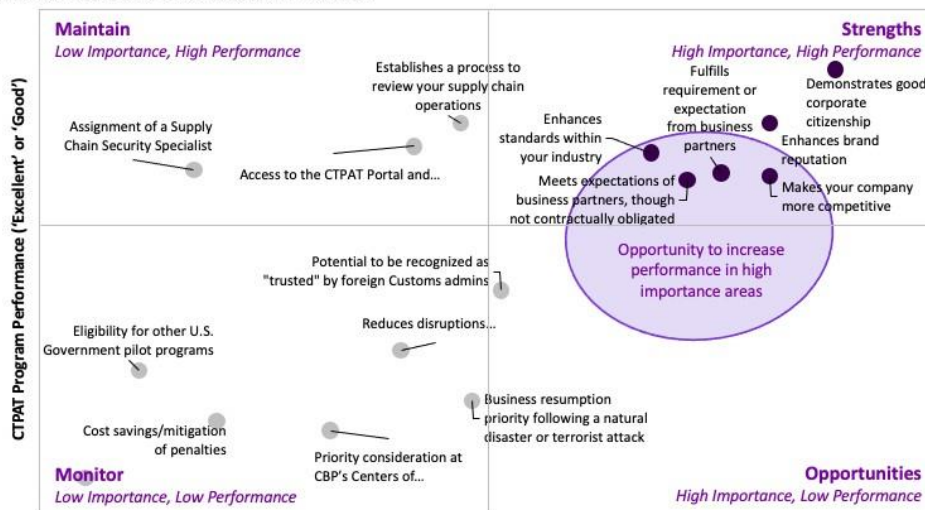 Maintain
Low Importance, High Performance
Strengths
High Importance, High Performance
Establishes a process to
review your supply chain
operations
Assignment of a Supply
Chain Security Specialist
Access to the CTPAT Portal and…
Fulfills
requirement or
expectation
from business
partners
Demonstrates good
corporate
citizenship
Enhances
standards within
your industry
Enhances brand
reputation
Meets expectations of
business partners, though
not contractually obligated
Makes your company
more competitive
CTPAT Program Performance ('Excellent' or 'Good')
Opportunity to increase
performance in high
importance areas
Potential to be recognized as
"trusted" by foreign Customs admins
Reduces disruptions…
Eligibility for other U.S.
Government pilot programs
Business resumption
priority following a natural
disaster or terrorist attack
Cost savings/mitigation
of penalties
Priority consideration at
CBP's Centers of…
Monitor
Low Importance, Low Performance
Opportunities
High Importance, Low Performance